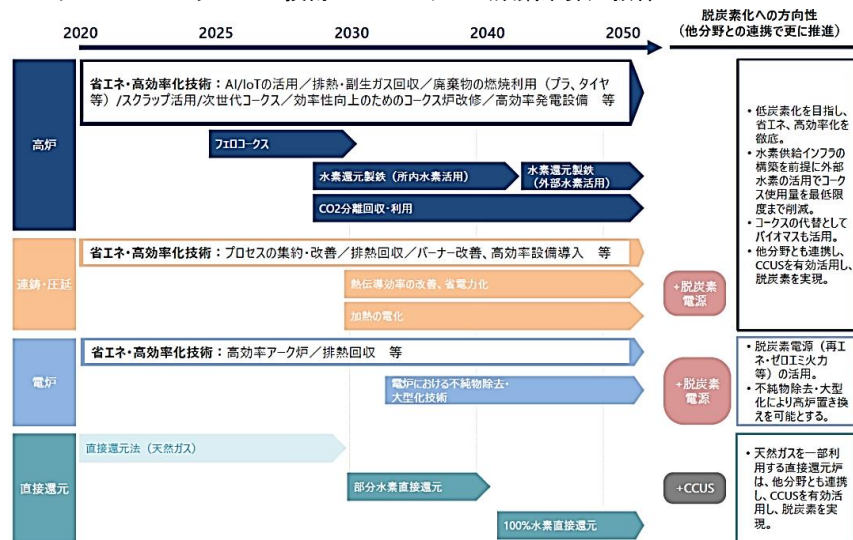 2020 2030 2040 2050
脱炭素化への方向性
(他分野との連携で更に推進)
高炉
省エネ・高効率化技術：AI/IoTの活用／排熱・副生ガス回収／廃棄物の燃焼利用（プラ、タイヤ
等）/スクラップ活用/次世代コークス／効率性向上のためのコークス炉改修／高効率発電設備　等
フェロコークス
水素還元製鉄（所内水素活用）
水素還元製鉄
（外部水素活用）
CO2分離回収・利用
• 低炭素化を目指し、
省エネ、高効率化を
徹底。
• 水素供給インフラの
構築を前提に外部
水素の活用でコーク
ス使用量を最低限
度まで削減。
• コークスの代替として
バイオマスも活用。
• 他分野とも連携し、
CCUSを有効活用し、
脱炭素を実現。
連鋳・圧延
省エネ・高効率化技術：プロセスの集約・改善／排熱回収／バーナー改善、高効率設備導入　等
熱伝導効率の改善、省電力化
加熱の電化
+脱炭素
電源
電炉
省エネ・高効率化技術：高効率アーク炉／排熱回収　等
電炉における不純物除去・
大型化技術
+脱炭素
電源
• 脱炭素電源（再エ
ネ・ゼロエミ火力
等）の活用。
• 不純物除去・大型
化により高炉置き換
えを可能とする。
直接還元
直接還元法（天然ガス）
部分水素直接還元
100%水素直接還元
+CCUS
• 天然ガスを一部利
用する直接還元炉
は、他分野とも連携
し、CCUSを有効活
用し、脱炭素を実
現。